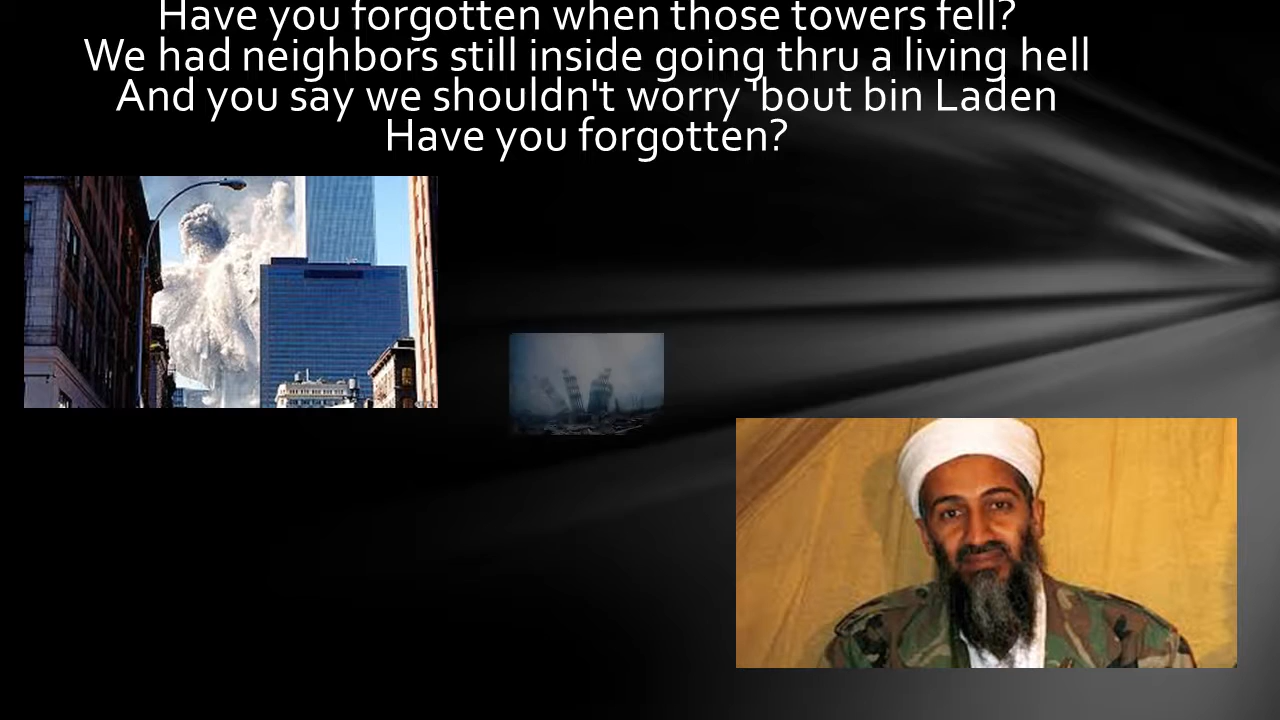 Have you forgotten when those towers fell?
We had neighbors still inside going thru a living hell
And you say we shouldn't worry 'bout bin Laden
Have you forgotten?